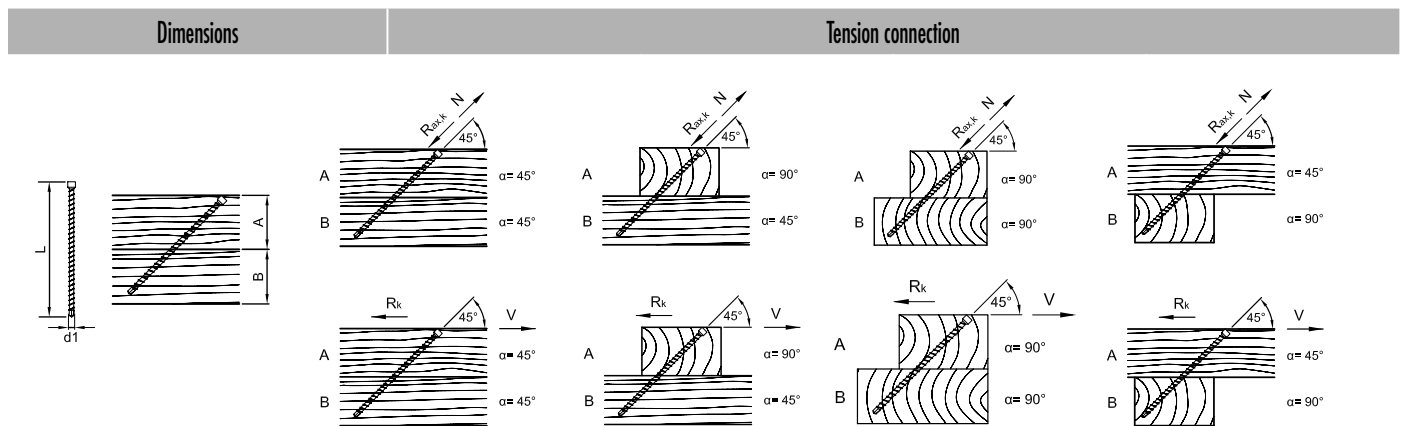 Dimensions
Tension connection
L
d1
A
B
Rax,k N
45°
A
α= 45°
B
α= 45°
Rax,k N
45°
A
α= 90°
B
α= 45°
Rax,k N
45°
A
α= 90°
B
α= 90°
Rax,k N
45°
A
α= 45°
B
α= 90°
Rk
45°
V
A
α= 45°
B
α= 45°
Rk
45°
V
A
α= 90°
B
α= 45°
Rk
45°
V
A
α= 90°
B
α= 90°
Rk
45°
V
A
α= 45°
B
α= 90°